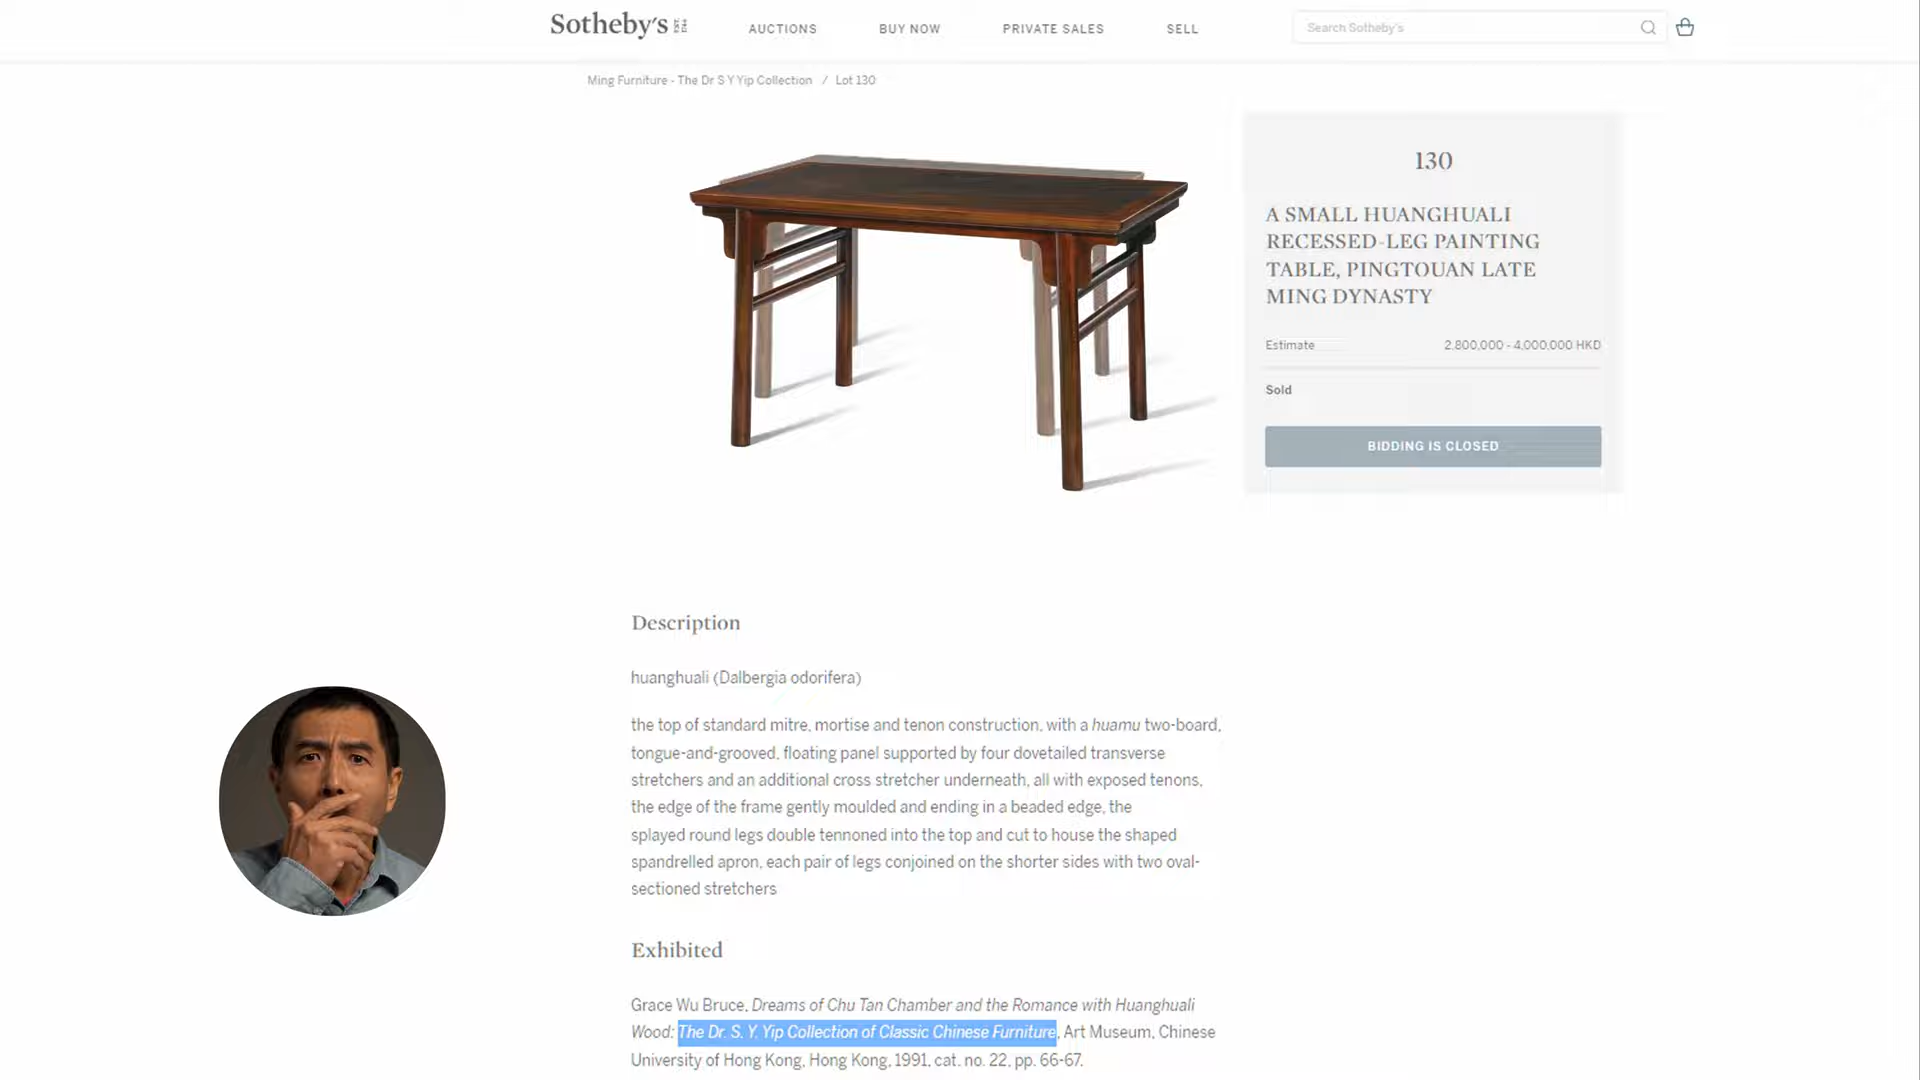 Sotheby's
AUCTIONS
BUY NOW
PRIVATE SALES
SELL
Search Sotheby's
Ming Furniture - The Dr S Y Yip Collection / Lot 130
130
A SMALL HUANGHUALI
RECESSED-LEG PAINTING
TABLE, PINGTOUAN LATE
MING DYNASTY
Estimate 2,800,000 - 4,000,000 HKD
Sold
BIDDING IS CLOSED
Description
huanghuali (Dalbergia odorifera)
the top of standard mitre, mortise and tenon construction, with a huamu two-board,
tongue-and-grooved, floating panel supported by four dovetailed transverse
stretchers and an additional cross stretcher underneath, all with exposed tenons,
the edge of the frame gently moulded and ending in a beaded edge, the
splayed round legs double tennoned into the top and cut to house the shaped
spandrelled apron, each pair of legs conjoined on the shorter sides with two oval-
sectioned stretchers
Exhibited
Grace Wu Bruce, Dreams of Chu Tan Chamber and the Romance with Huanghuali
Wood: The Dr. S. Y. Yip Collection of Classic Chinese Furniture, Art Museum, Chinese
University of Hong Kong, Hong Kong, 1991, cat. no. 22, pp. 66-67.